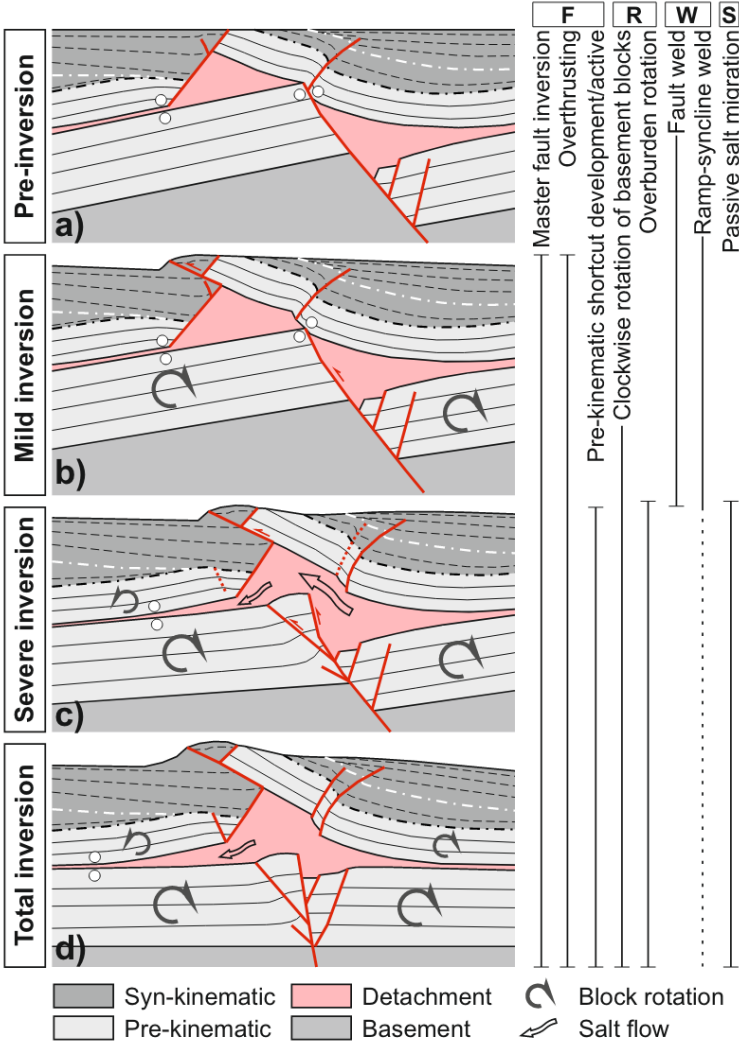 F R W S
Master fault inversion
Overthrusting
Pre-kinematic shortcut development/active
Clockwise rotation of basement blocks
Overburden rotation
Fault weld
Ramp-syncline weld
Passive salt migration
Pre-inversion
a)
Mild inversion
b)
Severe inversion
c)
Total inversion
d)
Syn-kinematic
Detachment
Block rotation
Pre-kinematic
Basement
Salt flow